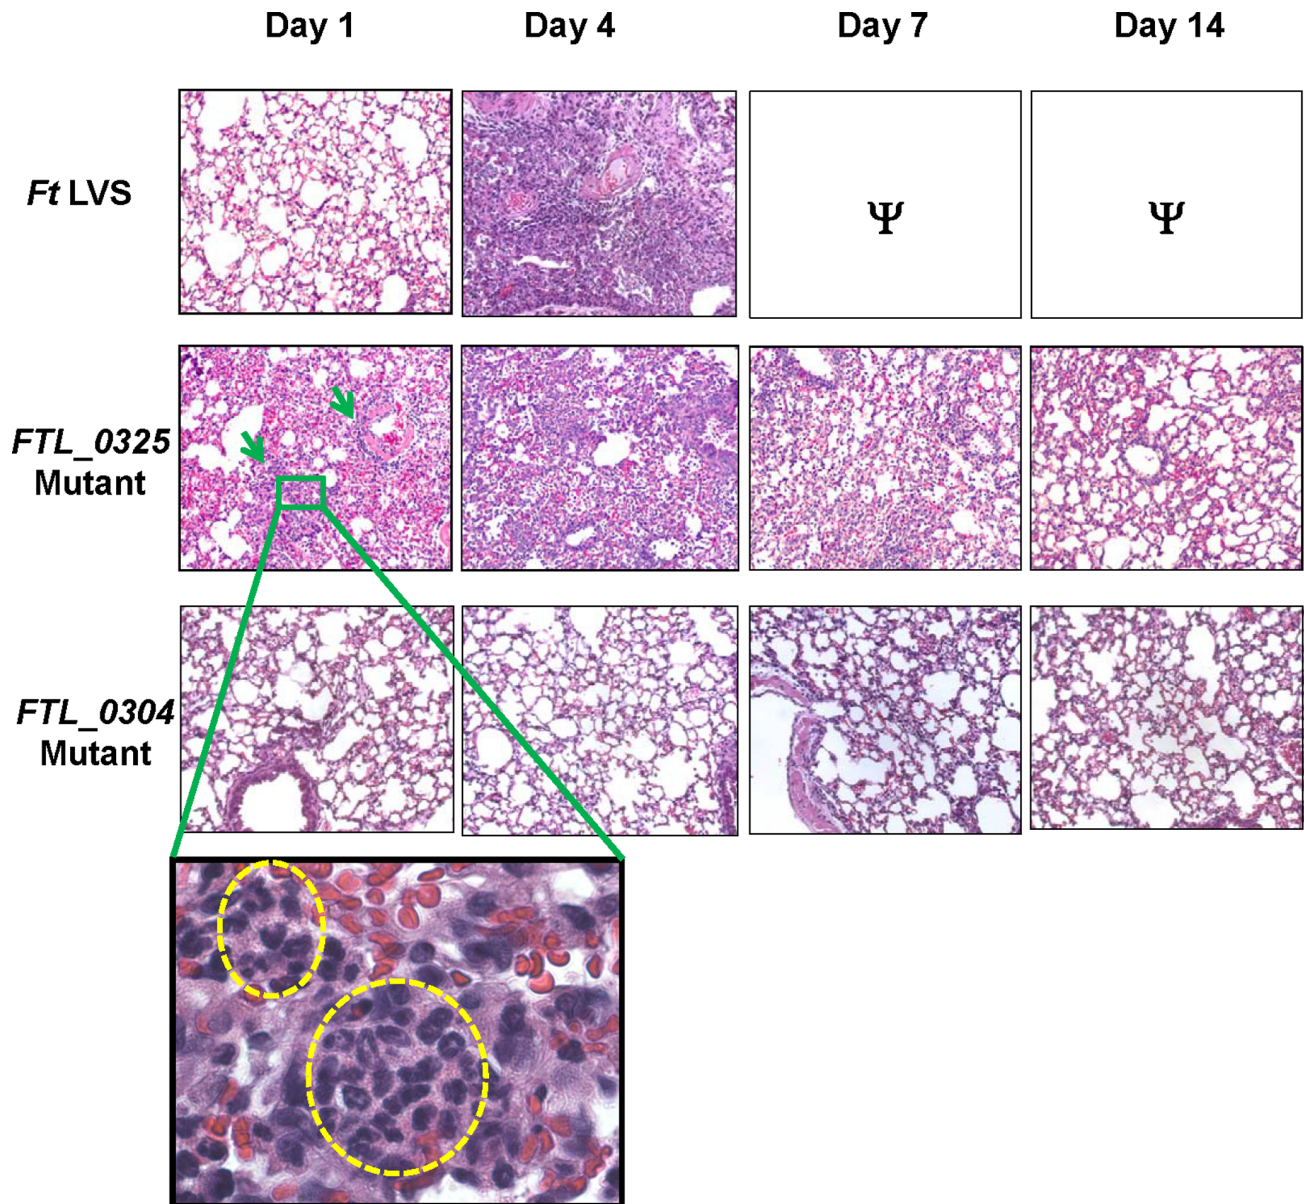 Day 1 Day 4 Day 7 Day 14
Ft LVS
Ψ Ψ
FTL_0325
Mutant
FTL_0304
Mutant